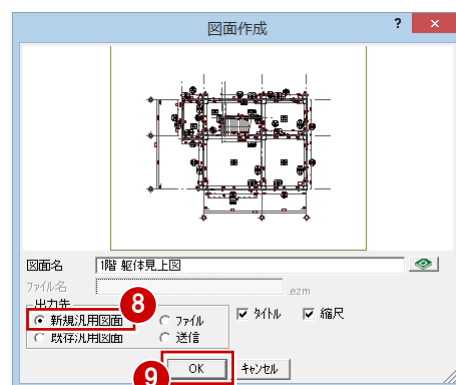 図面作成 ? ×
図面名 1階 躯体見上図
ファイル名 ezm
出力先 8
新規汎用図面 ファイル タイトル 縮尺
既存汎用図面 送信
9 OK キャンセル